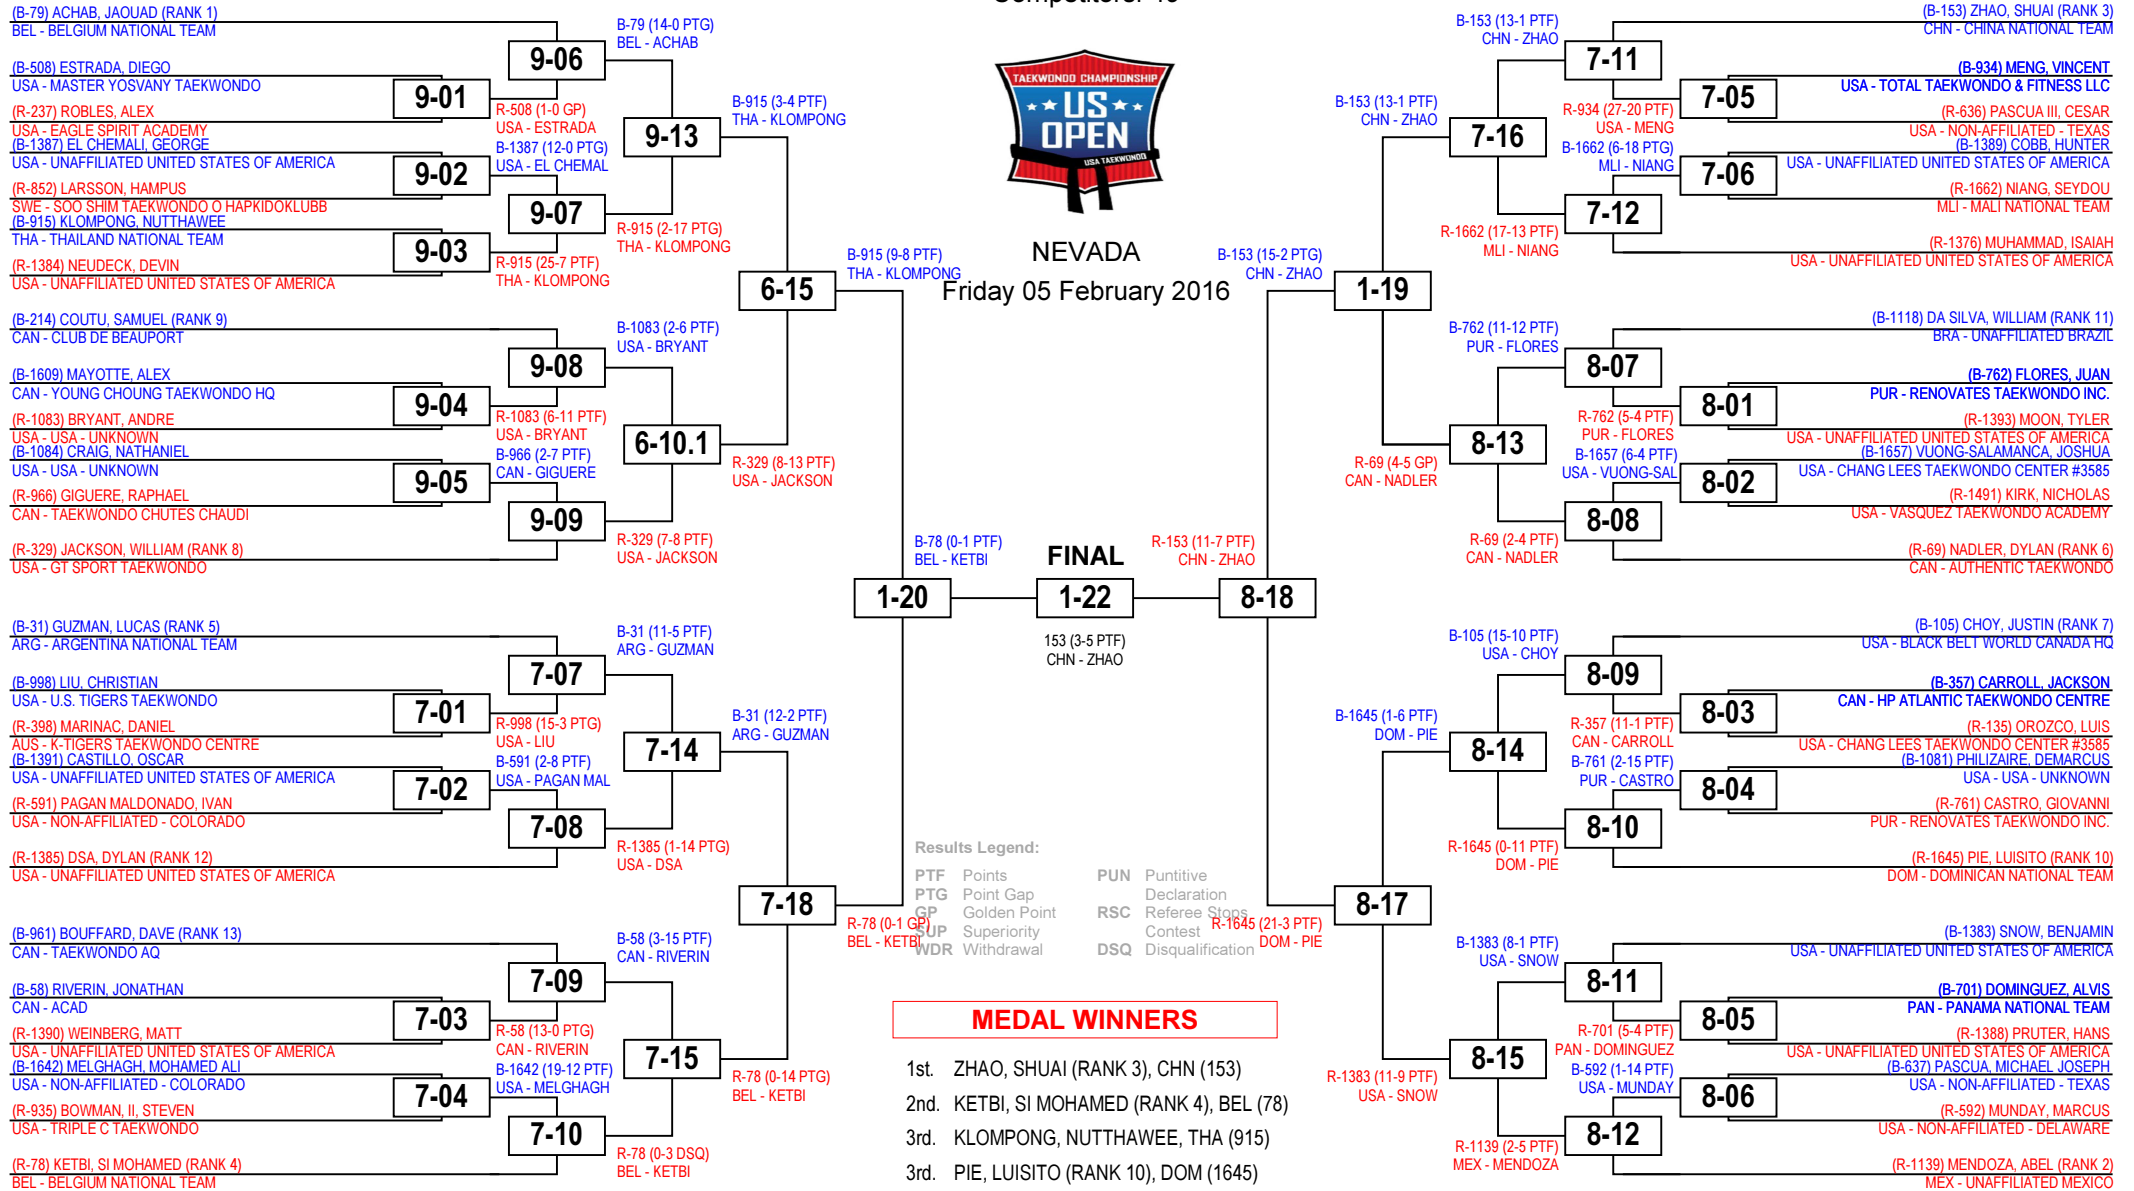 (B-79) ACHAB, JAOUAD (RANK 1)
BEL - BELGIUM NATIONAL TEAM
(B-508) ESTRADA, DIEGO
USA - MASTER YOSVANY TAEKWONDO
(R-237) ROBLES, ALEX
USA - EAGLE SPIRIT ACADEMY
(B-1387) EL CHEMALI, GEORGE
USA - UNAFFILIATED UNITED STATES OF AMERICA
(R-852) LARSSON, HAMPUS
SWE - SOO SHIM TAEKWONDO O HAPKIDOKLUBB
(B-915) KLOMPONG, NUTTHAWEE
THA - THAILAND NATIONAL TEAM
(R-1384) NEUDECK, DEVIN
USA - UNAFFILIATED UNITED STATES OF AMERICA
(B-214) COUTU, SAMUEL (RANK 9)
CAN - CLUB DE BEAUPORT
(B-1609) MAYOTTE, ALEX
CAN - YOUNG CHOUNG TAEKWONDO HQ
(R-1083) BRYANT, ANDRE
USA - USA - UNKNOWN
(B-1084) CRAIG, NATHANIEL
USA - USA - UNKNOWN
(R-966) GIGUERE, RAPHAEL
CAN - TAEKWONDO CHUTES CHAUDI
(R-329) JACKSON, WILLIAM (RANK 8)
USA - GT SPORT TAEKWONDO
(B-31) GUZMAN, LUCAS (RANK 5)
ARG - ARGENTINA NATIONAL TEAM
(B-998) LIU, CHRISTIAN
USA - U.S. TIGERS TAEKWONDO
(R-398) MARINAC, DANIEL
AUS - K-TIGERS TAEKWONDO CENTRE
(B-1391) CASTILLO, OSCAR
USA - UNAFFILIATED UNITED STATES OF AMERICA
(R-591) PAGAN MALDONADO, IVAN
USA - NON-AFFILIATED - COLORADO
(R-1385) DSA, DYLAN (RANK 12)
USA - UNAFFILIATED UNITED STATES OF AMERICA
(B-961) BOUFFARD, DAVE (RANK 13)
CAN - TAEKWONDO AQ
(B-58) RIVERIN, JONATHAN
CAN - ACAD
(R-1390) WEINBERG, MATT
USA - UNAFFILIATED UNITED STATES OF AMERICA
(B-1642) MELGHAGH, MOHAMED ALI
USA - NON-AFFILIATED - COLORADO
(R-935) BOWMAN, II, STEVEN
USA - TRIPLE C TAEKWONDO
(R-78) KETBI, SI MOHAMED (RANK 4)
BEL - BELGIUM NATIONAL TEAM
9-01
9-02
9-03
9-04
9-05
7-01
7-02
7-03
7-04
9-06
R-508 (1-0 GP)
USA - ESTRADA
B-1387 (12-0 PTG)
USA - EL CHEMAL
9-07
R-915 (25-7 PTF)
THA - KLOMPONG
9-08
R-1083 (6-11 PTF)
USA - BRYANT
B-966 (2-7 PTF)
CAN - GIGUERE
9-09
7-07
R-998 (15-3 PTG)
USA - LIU
B-591 (2-8 PTF)
USA - PAGAN MAL
7-08
7-09
R-58 (13-0 PTG)
CAN - RIVERIN
B-1642 (19-12 PTF)
USA - MELGHAGH
7-10
B-79 (14-0 PTG)
BEL - ACHAB
9-13
R-915 (2-17 PTG)
THA - KLOMPONG
B-1083 (2-6 PTF)
USA - BRYANT
6-10.1
R-329 (7-8 PTF)
USA - JACKSON
B-31 (11-5 PTF)
ARG - GUZMAN
7-14
R-1385 (1-14 PTG)
USA - DSA
B-58 (3-15 PTF)
CAN - RIVERIN
7-15
R-78 (0-3 DSQ)
BEL - KETBI
B-915 (3-4 PTF)
THA - KLOMPONG
6-15
R-329 (8-13 PTF)
USA - JACKSON
B-31 (12-2 PTF)
ARG - GUZMAN
7-18
R-78 (0-14 PTG)
BEL - KETBI
B-915 (9-8 PTF)
THA - KLOMPONG
1-20
R-78 (0-1 GP)
BEL - KETBI
TAEKWONDO CHAMPIONSHIP
US
OPEN
USA TAEKWONDO
NEVADA
Friday 05 February 2016
B-78 (0-1 PTF)
BEL - KETBI
FINAL
R-153 (11-7 PTF)
CHN - ZHAO
1-22
153 (3-5 PTF)
CHN - ZHAO
Results Legend:
PTF Points
PTG Point Gap
GP Golden Point
SUP Superiority
WDR Withdrawal
PUN Puntitive
Declaration
RSC Referee Stops
Contest
DSQ Disqualification
MEDAL WINNERS
1st. ZHAO, SHUAI (RANK 3), CHN (153)
2nd. KETBI, SI MOHAMED (RANK 4), BEL (78)
3rd. KLOMPONG, NUTTHAWEE, THA (915)
3rd. PIE, LUISITO (RANK 10), DOM (1645)
B-153 (15-2 PTG)
CHN - ZHAO
8-18
R-1645 (21-3 PTF)
DOM - PIE
B-153 (13-1 PTF)
CHN - ZHAO
1-19
R-69 (4-5 GP)
CAN - NADLER
B-1645 (1-6 PTF)
DOM - PIE
8-17
R-1383 (11-9 PTF)
USA - SNOW
B-153 (13-1 PTF)
CHN - ZHAO
7-16
R-1662 (17-13 PTF)
MLI - NIANG
B-762 (11-12 PTF)
PUR - FLORES
8-13
R-69 (2-4 PTF)
CAN - NADLER
B-105 (15-10 PTF)
USA - CHOY
8-14
R-1645 (0-11 PTF)
DOM - PIE
B-1383 (8-1 PTF)
USA - SNOW
8-15
R-1139 (2-5 PTF)
MEX - MENDOZA
7-11
R-934 (27-20 PTF)
USA - MENG
B-1662 (6-18 PTG)
MLI - NIANG
7-12
8-07
R-762 (5-4 PTF)
PUR - FLORES
B-1657 (6-4 PTF)
USA - VUONG-SAL
8-08
8-09
R-357 (11-1 PTF)
CAN - CARROLL
B-761 (2-15 PTF)
PUR - CASTRO
8-10
8-11
R-701 (5-4 PTF)
PAN - DOMINGUEZ
B-592 (1-14 PTF)
USA - MUNDAY
8-12
7-05
7-06
8-01
8-02
8-03
8-04
8-05
8-06
(B-153) ZHAO, SHUAI (RANK 3)
CHN - CHINA NATIONAL TEAM
(B-934) MENG, VINCENT
USA - TOTAL TAEKWONDO & FITNESS LLC
(R-636) PASCUA III, CESAR
USA - NON-AFFILIATED - TEXAS
(B-1389) COBB, HUNTER
USA - UNAFFILIATED UNITED STATES OF AMERICA
(R-1662) NIANG, SEYDOU
MLI - MALI NATIONAL TEAM
(R-1376) MUHAMMAD, ISAIAH
USA - UNAFFILIATED UNITED STATES OF AMERICA
(B-1118) DA SILVA, WILLIAM (RANK 11)
BRA - UNAFFILIATED BRAZIL
(B-762) FLORES, JUAN
PUR - RENOVATES TAEKWONDO INC.
(R-1393) MOON, TYLER
USA - UNAFFILIATED UNITED STATES OF AMERICA
(B-1657) VUONG-SALAMANCA, JOSHUA
USA - CHANG LEES TAEKWONDO CENTER #3585
(R-1491) KIRK, NICHOLAS
USA - VASQUEZ TAEKWONDO ACADEMY
(R-69) NADLER, DYLAN (RANK 6)
CAN - AUTHENTIC TAEKWONDO
(B-105) CHOY, JUSTIN (RANK 7)
USA - BLACK BELT WORLD CANADA HQ
(B-357) CARROLL, JACKSON
CAN - HP ATLANTIC TAEKWONDO CENTRE
(R-135) OROZCO, LUIS
USA - CHANG LEES TAEKWONDO CENTER #3585
(B-1081) PHILIZAIRE, DEMARCUS
USA - USA - UNKNOWN
(R-761) CASTRO, GIOVANNI
PUR - RENOVATES TAEKWONDO INC.
(R-1645) PIE, LUISITO (RANK 10)
DOM - DOMINICAN NATIONAL TEAM
(B-1383) SNOW, BENJAMIN
USA - UNAFFILIATED UNITED STATES OF AMERICA
(B-701) DOMINGUEZ, ALVIS
PAN - PANAMA NATIONAL TEAM
(R-1388) PRUTER, HANS
USA - UNAFFILIATED UNITED STATES OF AMERICA
(B-637) PASCUA, MICHAEL JOSEPH
USA - NON-AFFILIATED - TEXAS
(R-592) MUNDAY, MARCUS
USA - NON-AFFILIATED - DELAWARE
(R-1139) MENDOZA, ABEL (RANK 2)
MEX - UNAFFILIATED MEXICO